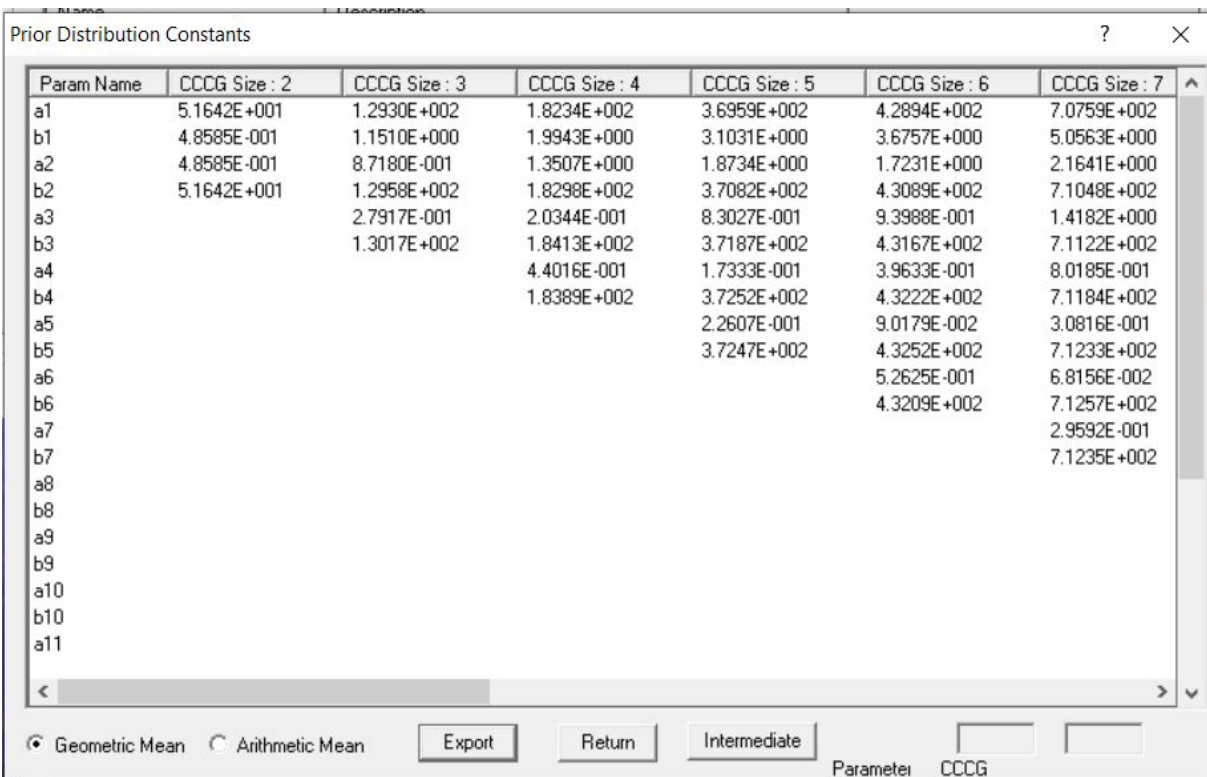 Name Description
Prior Distribution Constants ? ×
Param Name CCCG Size : 2 CCCG Size : 3 CCCG Size : 4 CCCG Size : 5 CCCG Size : 6 CCCG Size : 7
a1 5.1642E+001 1.2930E+002 1.8234E+002 3.6959E+002 4.2894E+002 7.0759E+002
b1 4.8585E-001 1.1510E+000 1.9943E+000 3.1031E+000 3.6757E+000 5.0563E+000
a2 4.8585E-001 8.7180E-001 1.3507E+000 1.8734E+000 1.7231E+000 2.1641E+000
b2 5.1642E+001 1.2958E+002 1.8298E+002 3.7082E+002 4.3089E+002 7.1048E+002
a3 2.7917E-001 2.0344E-001 8.3027E-001 9.3988E-001 1.4182E+000
b3 1.3017E+002 1.8413E+002 3.7187E+002 4.3167E+002 7.1122E+002
a4 4.4016E-001 1.7333E-001 3.9633E-001 8.0185E-001
b4 1.8389E+002 3.7252E+002 4.3222E+002 7.1184E+002
a5 2.2607E-001 9.0179E-002 3.0816E-001
b5 3.7247E+002 4.3252E+002 7.1233E+002
a6 5.2625E-001 6.8156E-002
b6 4.3209E+002 7.1257E+002
a7 2.9592E-001
b7 7.1235E+002
a8
b8
a9
b9
a10
b10
a11
Geometric Mean Arithmetic Mean Export Return Intermediate
Parameter CCCG